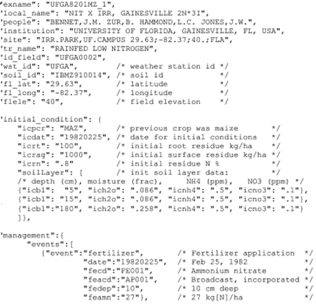 "exname": "UFGA8201MZ_1",
"local_name": "NIT X IRR, GAINESVILLE 2N*3I",
"people": "BENNET,J.M. ZUR,B. HAMMOND,L.C. JONES,J.W.",
"institution": "UNIVERSITY OF FLORIDA, GAINESVILLE, FL, USA",
"site": "IRR.PARK,UF.CAMPUS 29.63;-82.37;40.;FLA",
"tr_name": "RAINFED LOW NITROGEN",
"id_field": "UFGA0002",
"wst_id": "UFGA", /* weather station id */
"soil_id": "IBMZ910014", /* soil id */
"fl_lat": "29.63", /* latitude */
"fl_long": "-82.37", /* longitude */
"flele": "40", /* field elevation */
"initial_condition": {
"icpcr": "MAZ", /* previous crop was maize */
"icdat": "19820225", /* date for initial conditions */
"icrt": "100", /* initial root residue kg/ha */
"icrag": "1000", /* initial surface residue kg/ha */
"icrn": ".8", /* initial residue N % */
"soilLayer": [ /* init soil layer data: */
/* depth (cm), moisture (frac), NH4 (ppm), NO3 (ppm) */
{"icbl": "5", "ich2o": ".086", "icnh4": ".5", "icno3": ".1"},
{"icbl": "15", "ich2o": ".086", "icnh4": ".5", "icno3": ".1"},
{"icbl":"180", "ich2o": ".258", "icnh4": ".5", "icno3": ".1"}
]},
"management":{
"events":[
{"event":"fertilizer", /* Fertilizer application */
"date":"19820225", /* Feb 25, 1982 */
"fecd":"FE001", /* Ammonium nitrate */
"feacd":"AP001", /* Broadcast, incorporated */
"fedep":"10", /* 10 cm deep */
"feamn":"27"}, /* 27 kg[N]/ha */